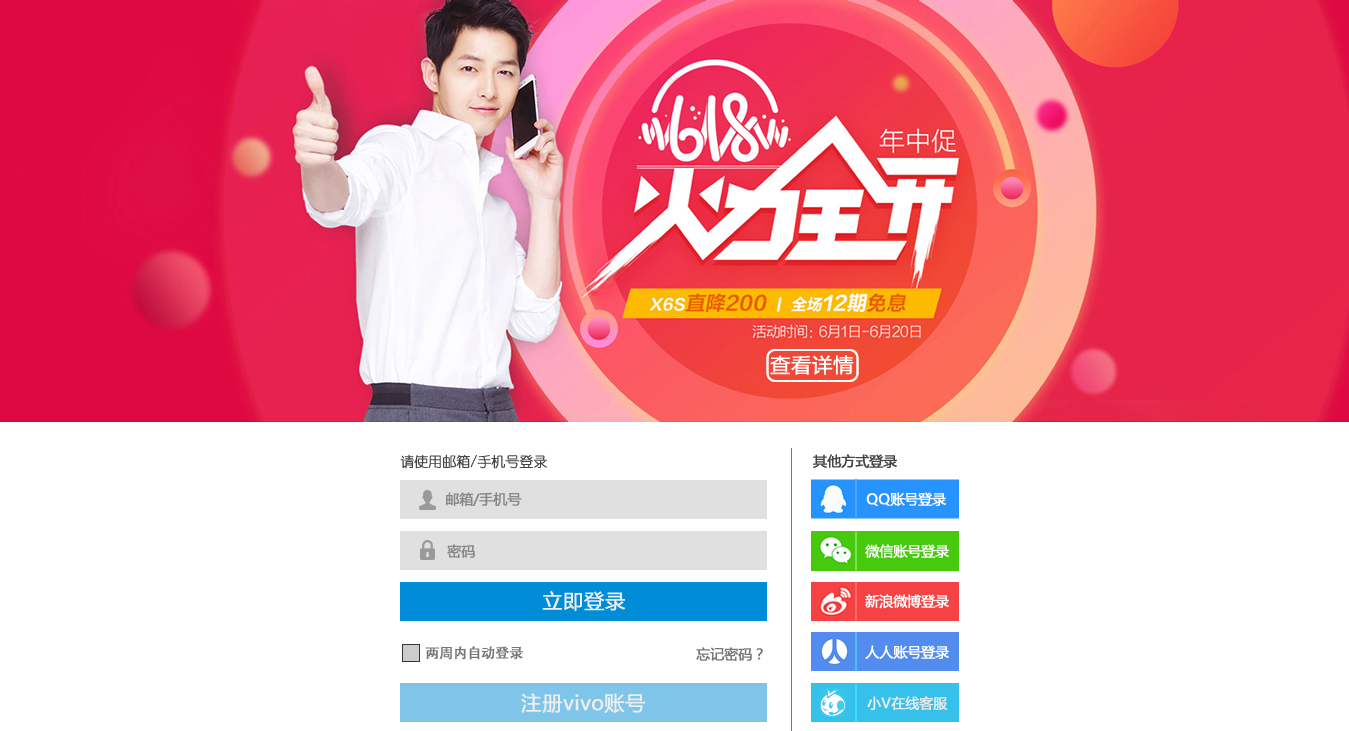 618
年中促
火力全开
X6S直降200 | 全场12期免息
活动时间：6月1日-6月20日
查看详情
请使用邮箱/手机号登录
邮箱/手机号
密码
立即登录
两周内自动登录
忘记密码？
注册vivo账号
其他方式登录
QQ账号登录
微信账号登录
新浪微博登录
人人账号登录
小V在线客服